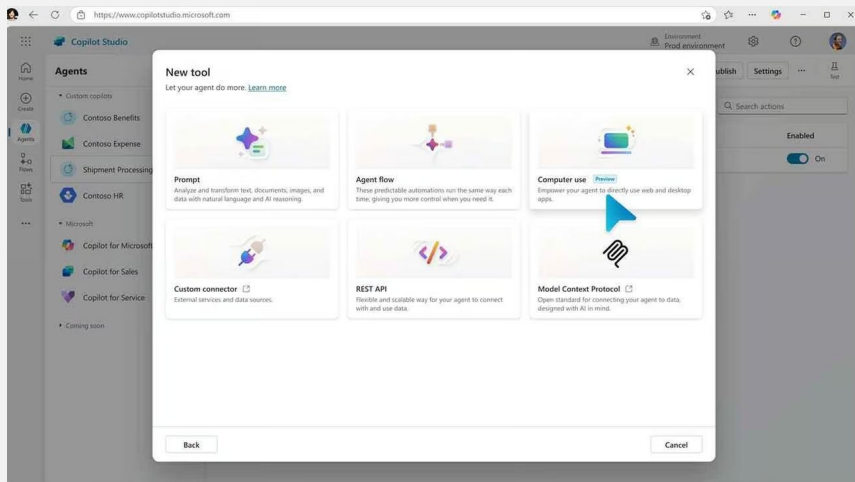 https://www.copilotstudio.microsoft.com
Copilot Studio
Environment
Prod environment
Home
Create
Agents
Flows
Tools
Agents
Custom copilots
Contoso Benefits
Contoso Expense
Shipment Processing
Contoso HR
Microsoft
Copilot for Microsoft
Copilot for Sales
Copilot for Service
Coming soon
New tool
Let your agent do more. Learn more
Prompt
Analyze and transform text, documents, images, and
data with natural language and AI reasoning.
Agent flow
These predictable automations run the same way each
time, giving you more control when you need it.
Computer use Preview
Empower your agent to directly use web and desktop
apps.
Custom connector
External services and data sources.
REST API
Flexible and scalable way for your agent to connect
with and use data.
Model Context Protocol
Open standard for connecting your agent to data,
designed with AI in mind.
Back
Cancel
ublish
Settings
Test
Search actions
Enabled
On